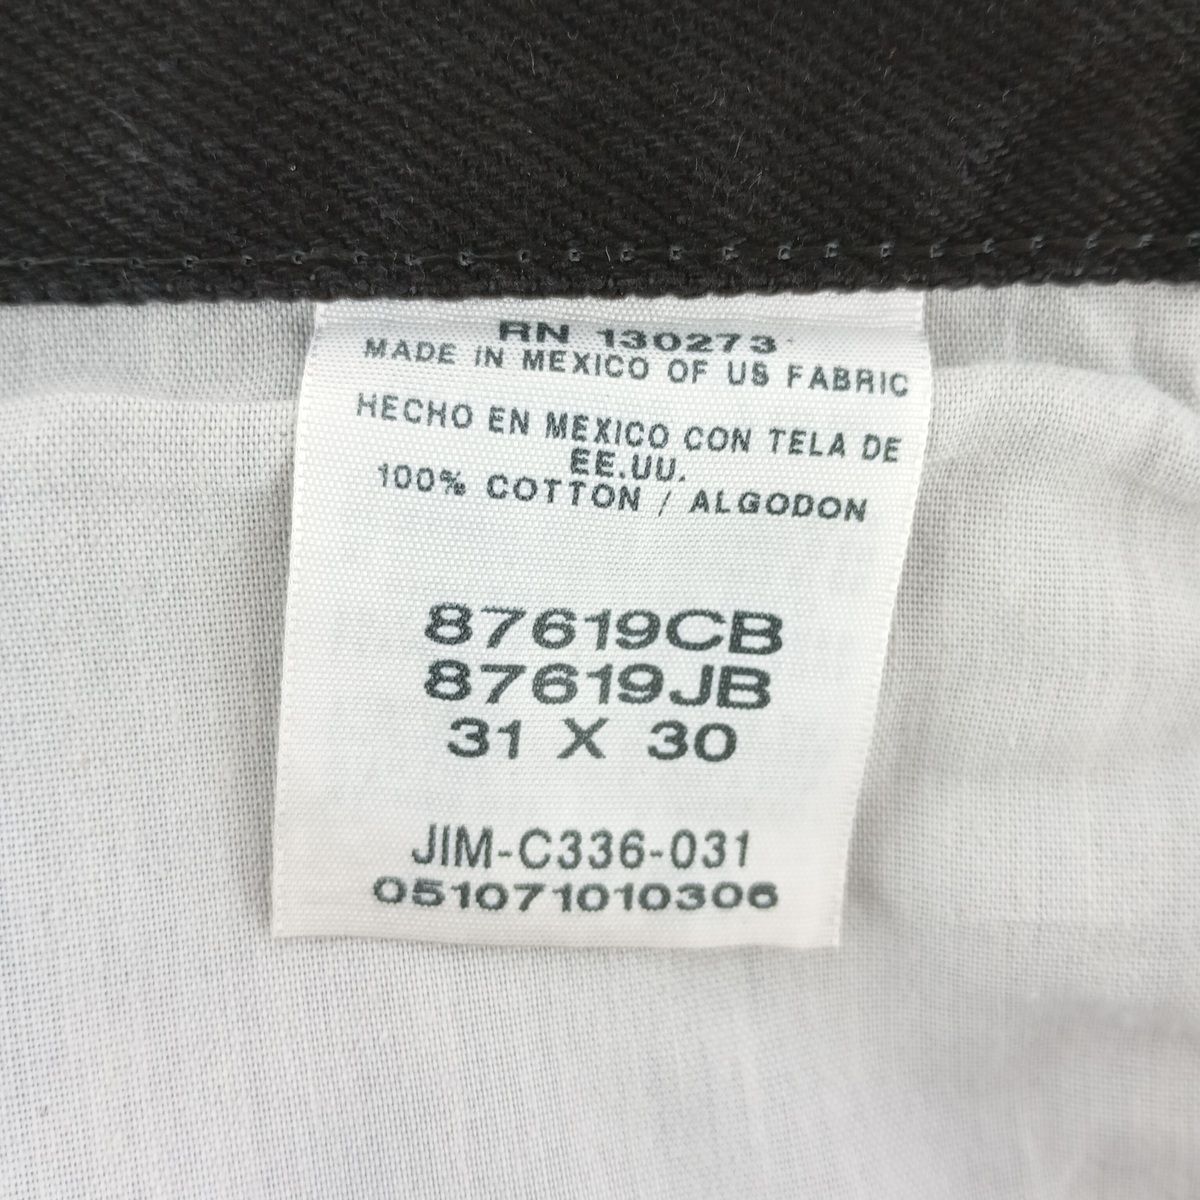 RN 130273
MADE IN MEXICO OF US FABRIC
HECHO EN MEXICO CON TELA DE
EE.UU.
100% COTTON / ALGODON
87619CB
87619JB
31 X 30
JIM-C336-031
051071010306